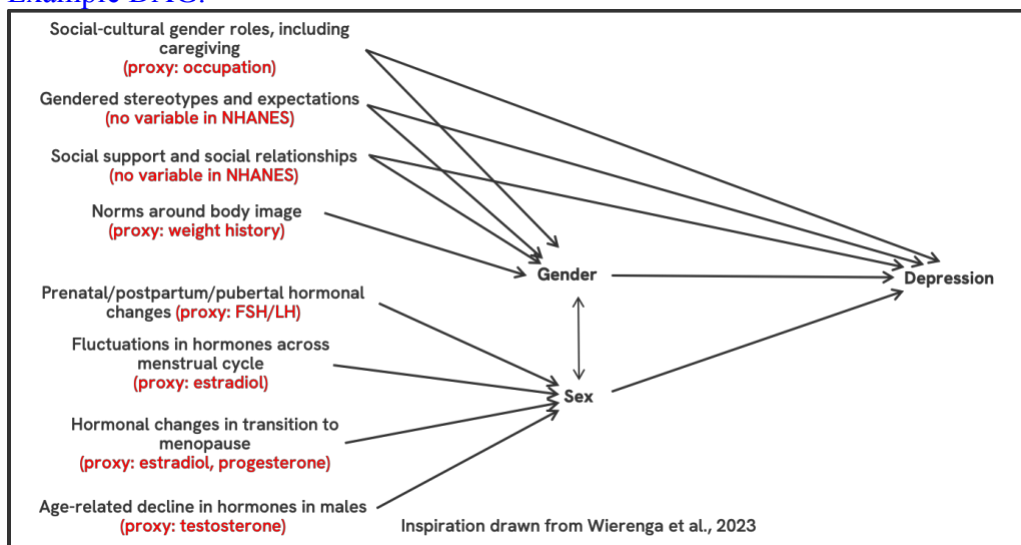 Example DAG:
Social-cultural gender roles, including
caregiving
(proxy: occupation)
Gendered stereotypes and expectations
(no variable in NHANES)
Social support and social relationships
(no variable in NHANES)
Norms around body image
(proxy: weight history)
Gender
Depression
Prenatal/postpartum/pubertal hormonal
changes (proxy: FSH/LH)
Fluctuations in hormones across
menstrual cycle
(proxy: estradiol)
Sex
Hormonal changes in transition to
menopause
(proxy: estradiol, progesterone)
Age-related decline in hormones in males
(proxy: testosterone)
Inspiration drawn from Wierenga et al., 2023